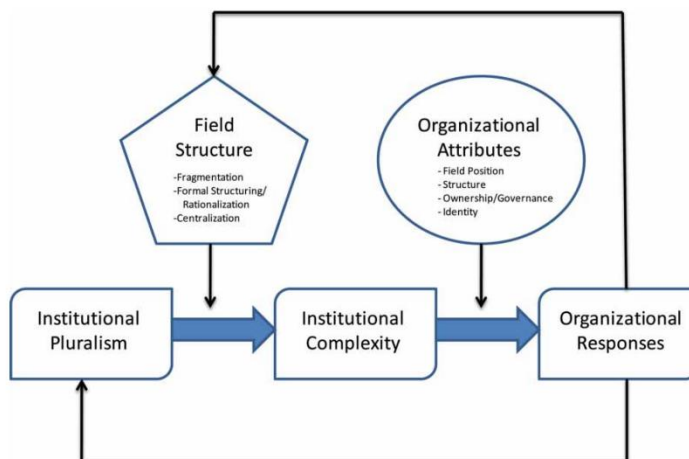 Field
Structure
-Fragmentation
-Formal Structuring/
Rationalization
-Centralization
Organizational
Attributes
- Field Position
- Structure
- Ownership/Governance
- Identity
Institutional
Pluralism
Institutional
Complexity
Organizational
Responses